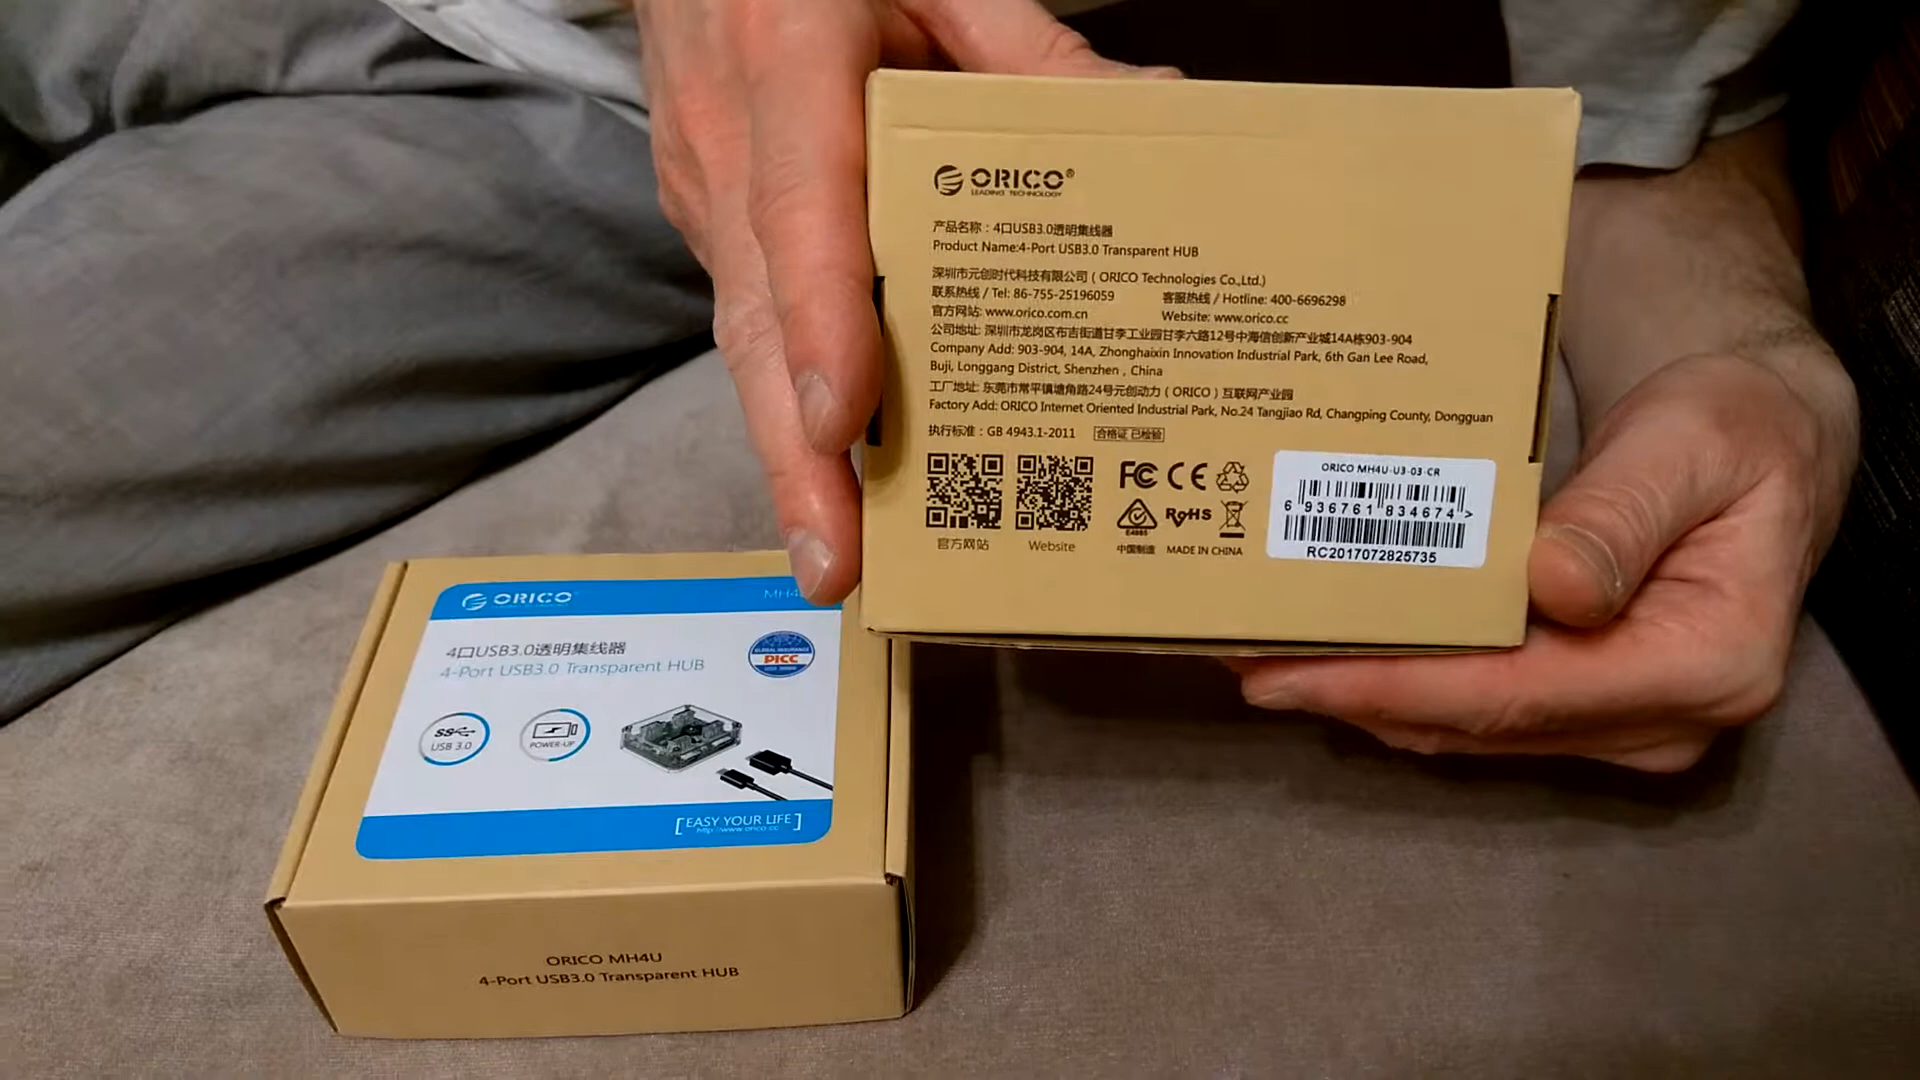 ORICO®
LEADING TECHNOLOGY
产品名称：4口USB3.0透明集线器
Product Name:4-Port USB3.0 Transparent HUB
深圳市元创时代科技有限公司 ( ORICO Technologies Co.,Ltd.)
联系热线 / Tel: 86-755-25196059 客服热线 / Hotline: 400-6696298
官方网站: www.orico.com.cn Website: www.orico.cc
公司地址: 深圳市龙岗区布吉街道甘李工业园甘李六路12号中海信创新产业城14A栋903-904
Company Add: 903-904, 14A, Zhonghaixin Innovation Industrial Park, 6th Gan Lee Road,
Buji, Longgang District, Shenzhen , China
工厂地址: 东莞市常平镇塘角路24号元创动力 ( ORICO ) 互联网产业园
Factory Add: ORICO Internet Oriented Industrial Park, No.24 Tangjiao Rd, Changping County, Dongguan
执行标准：GB 4943.1-2011 合格证 已检验
FC CE
RoHS
E4885
官方网站 Website 中国制造 MADE IN CHINA
ORICO MH4U-U3-03-CR
6 936761 834674 >
RC2017072825735
ORICO MH4
4口USB3.0透明集线器
4-Port USB3.0 Transparent HUB
GLOBAL INSURANCE
PICC
SS
USB 3.0
POWER-UP
[EASY YOUR LIFE]
http://www.orico.cc
ORICO MH4U
4-Port USB3.0 Transparent HUB